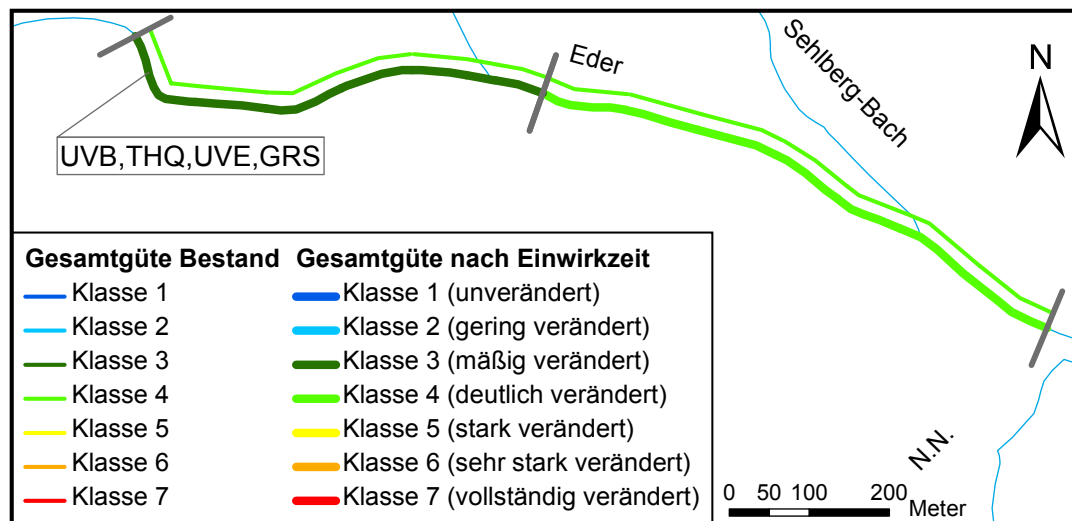 Eder
Sehlberg-Bach
N
UVB,THQ,UVE,GRS
Gesamtgüte Bestand
Klasse 1
Klasse 2
Klasse 3
Klasse 4
Klasse 5
Klasse 6
Klasse 7
Gesamtgüte nach Einwirkzeit
Klasse 1 (unverändert)
Klasse 2 (gering verändert)
Klasse 3 (mäßig verändert)
Klasse 4 (deutlich verändert)
Klasse 5 (stark verändert)
Klasse 6 (sehr stark verändert)
Klasse 7 (vollständig verändert)
N.N.
0 50 100 200 Meter